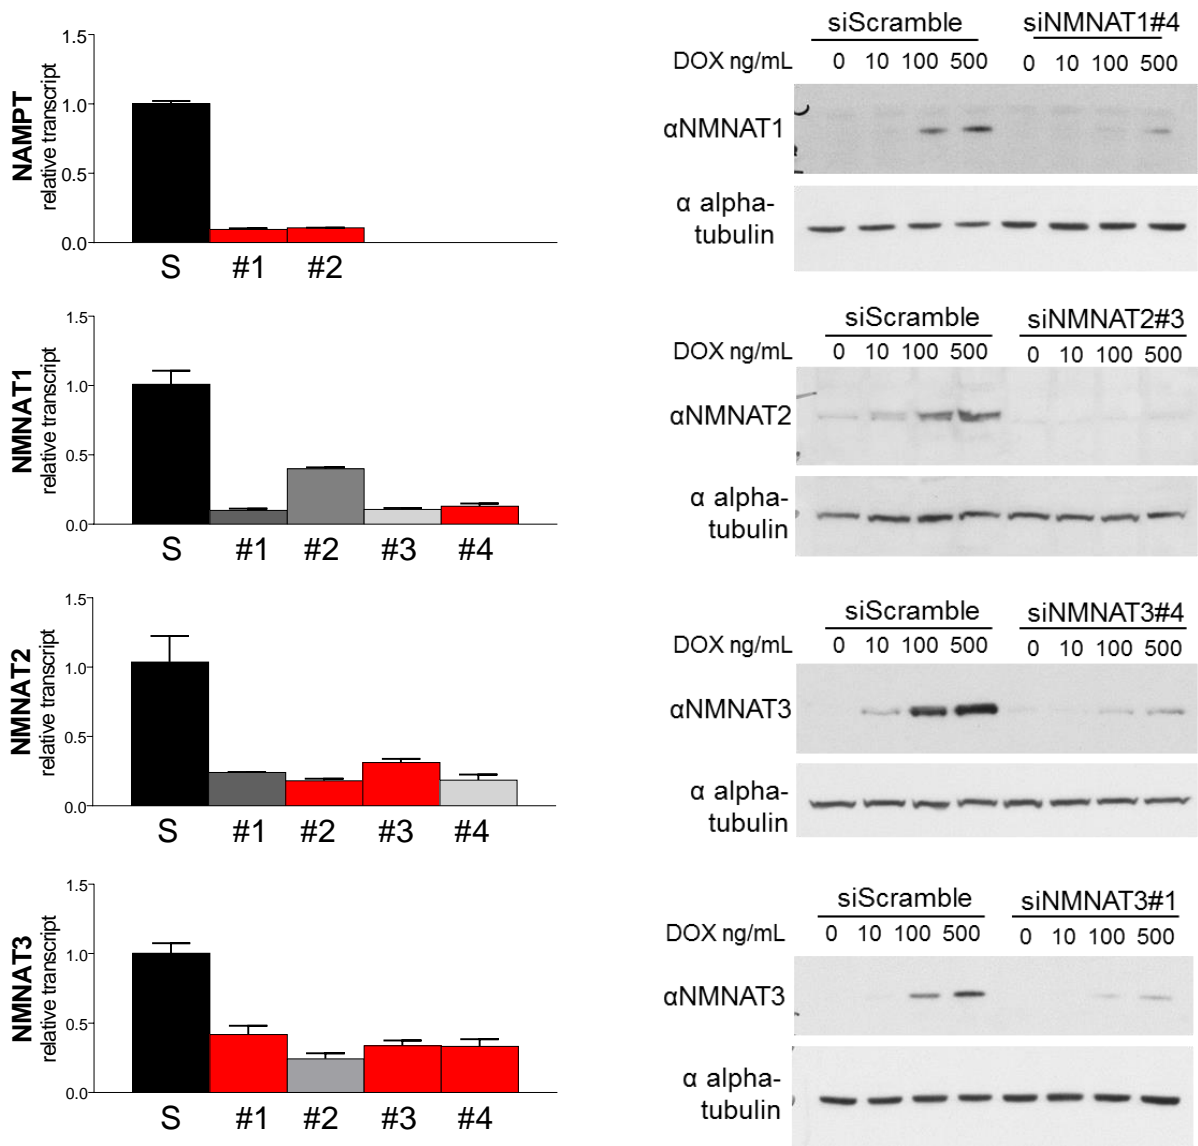 NAMPT
relative transcript
1.5
1.0
0.5
0.0
S #1 #2
NMNAT1
relative transcript
1.5
1.0
0.5
0.0
S #1 #2 #3 #4
NMNAT2
relative transcript
1.5
1.0
0.5
0.0
S #1 #2 #3 #4
NMNAT3
relative transcript
1.5
1.0
0.5
0.0
S #1 #2 #3 #4
siScramble siNMNAT1#4
DOX ng/mL 0 10 100 500 0 10 100 500
αNMNAT1
α alpha-
tubulin
siScramble siNMNAT2#3
DOX ng/mL 0 10 100 500 0 10 100 500
αNMNAT2
α alpha-
tubulin
siScramble siNMNAT3#4
DOX ng/mL 0 10 100 500 0 10 100 500
αNMNAT3
α alpha-
tubulin
siScramble siNMNAT3#1
DOX ng/mL 0 10 100 500 0 10 100 500
αNMNAT3
α alpha-
tubulin